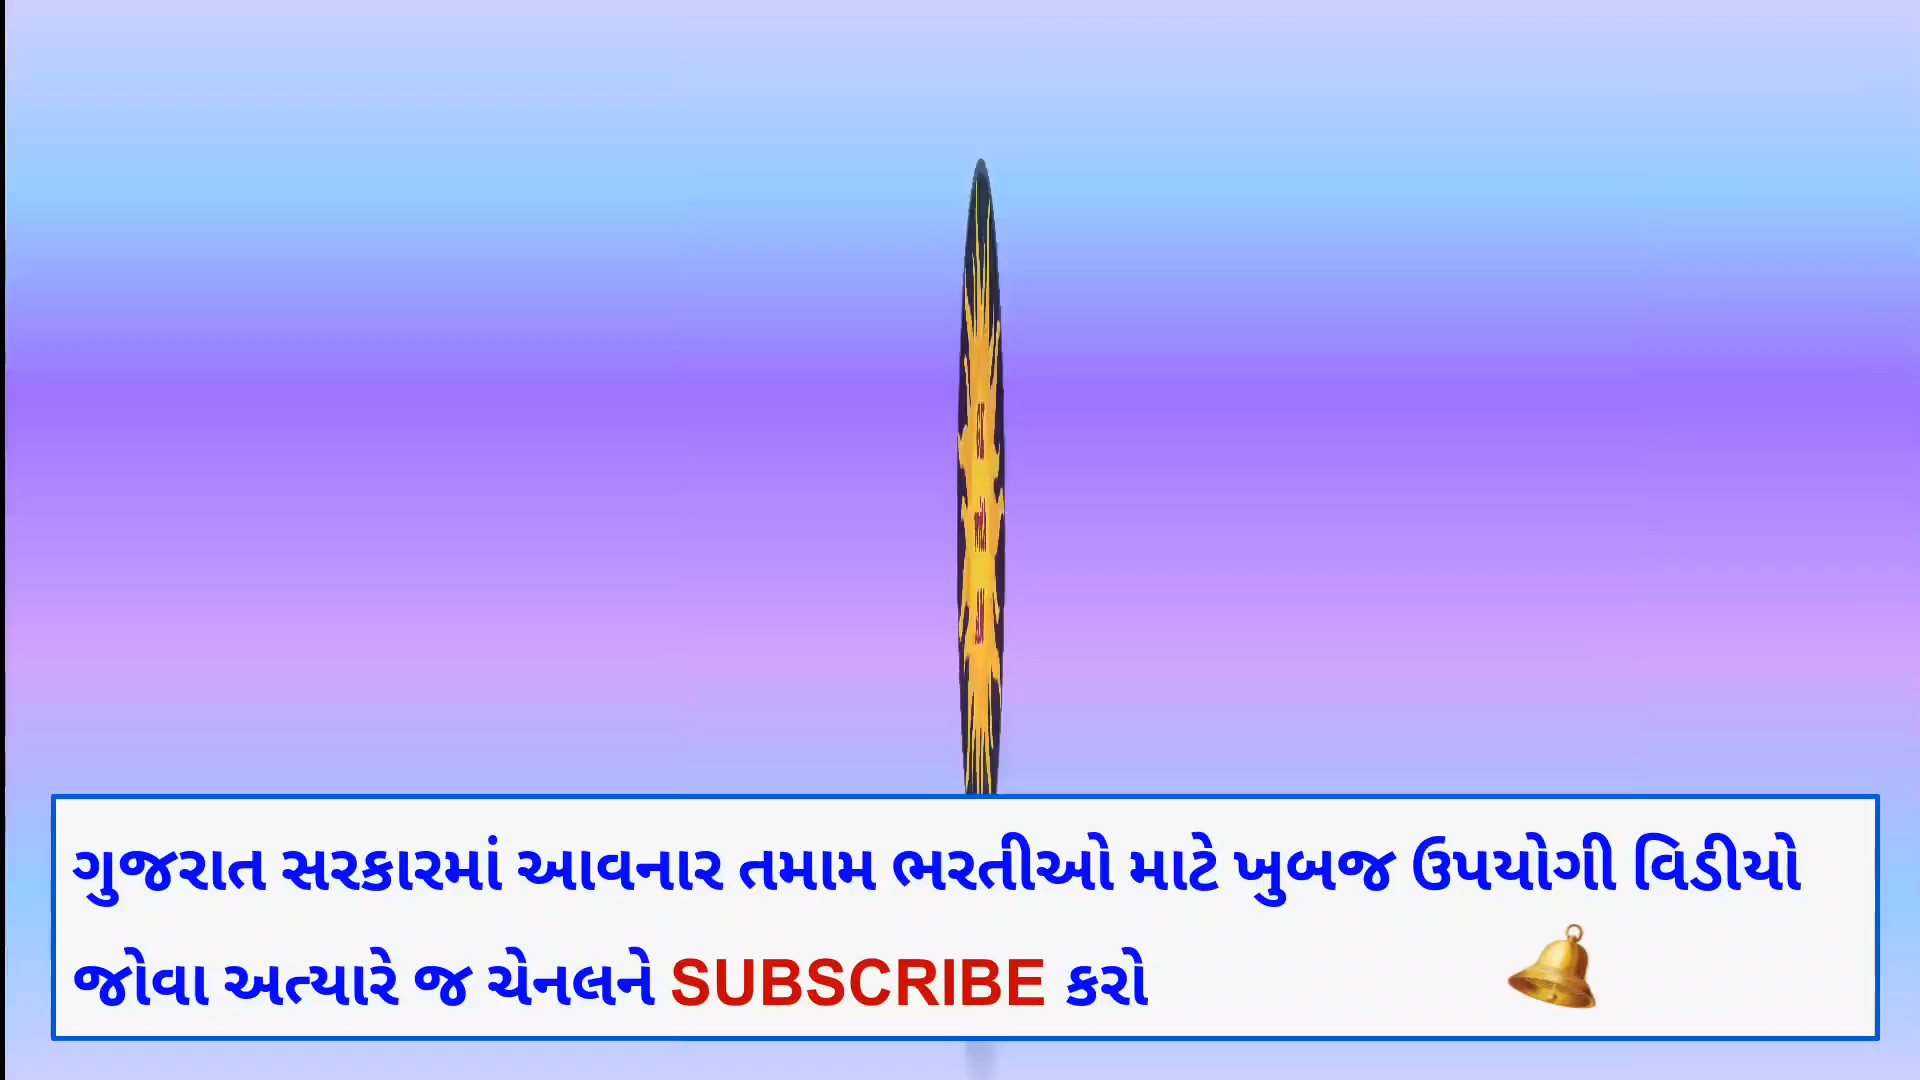 ગુજરાત સરકારમાં આવનાર તમામ ભરતીઓ માટે ખુબજ ઉપયોગી વિડીયો
જોવા અત્યારે જ ચેનલને SUBSCRIBE કરો